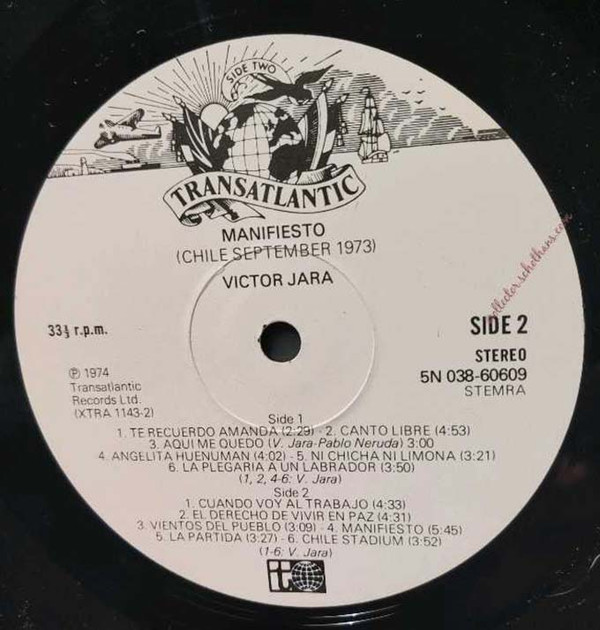 SIDE TWO
TRANSATLANTIC
MANIFIESTO
(CHILE SEPTEMBER 1973)
VICTOR JARA
33⅓ r.p.m.
SIDE 2
STEREO
5N 038-60609
STEMRA
℗ 1974
Transatlantic
Records Ltd.
(XTRA 1143-2)
Side 1
1. TE RECUERDO AMANDA (2:29) - 2. CANTO LIBRE (4:53)
3. AQUI ME QUEDO (V. Jara-Pablo Neruda) 3:00
4. ANGELITA HUENUMAN (4:02) - 5. NI CHICHA NI LIMONA (3:21)
6. LA PLEGARIA A UN LABRADOR (3:50)
(1, 2, 4-6: V. Jara)
Side 2
1. CUANDO VOY AL TRABAJO (4:33)
2. EL DERECHO DE VIVIR EN PAZ (4:31)
3. VIENTOS DEL PUEBLO (3:09) - 4. MANIFIESTO (5:45)
5. LA PARTIDA (3:27) - 6. CHILE STADIUM (3:52)
(1-6: V. Jara)